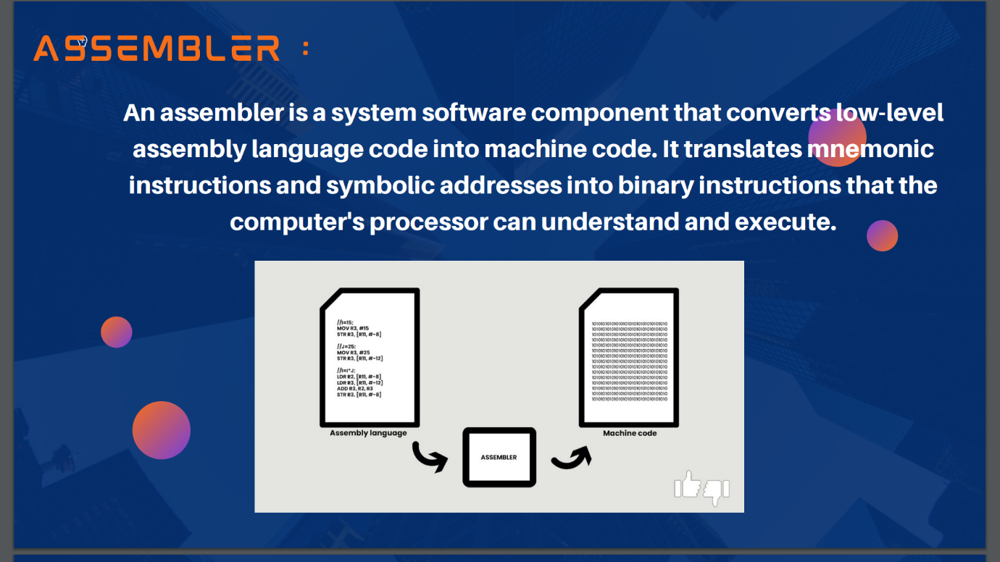 ASSEMBLER :
An assembler is a system software component that converts low-level
assembly language code into machine code. It translates mnemonic
instructions and symbolic addresses into binary instructions that the
computer's processor can understand and execute.
//I=15;
MOV R3, #15
STR R3, [R11, #-8]
//J=25;
MOV R3, #25
STR R3, [R11, #-12]
//I=I*J;
LDR R2, [R11, #-8]
LDR R3, [R11, #-12]
ADD R3, R2, R3
STR R3, [R11, #-8]
Assembly language
ASSEMBLER
Machine code